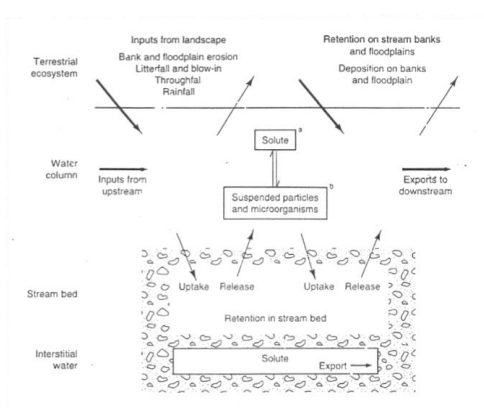 Inputs from landscape
Bank and floodplain erosion
Litterfall and blow-in
Throughfal
Rainfall
Retention on stream banks
and floodplains
Deposition on banks
and floodplain
Terrestrial
ecosystem
Solute a
Water
column
Inputs from
upstream
Suspended particles
and microorganisms b
Exports to
downstream
Uptake Release
Uptake Release
Stream bed
Retention in stream bed
Interstitial
water
Solute
Export